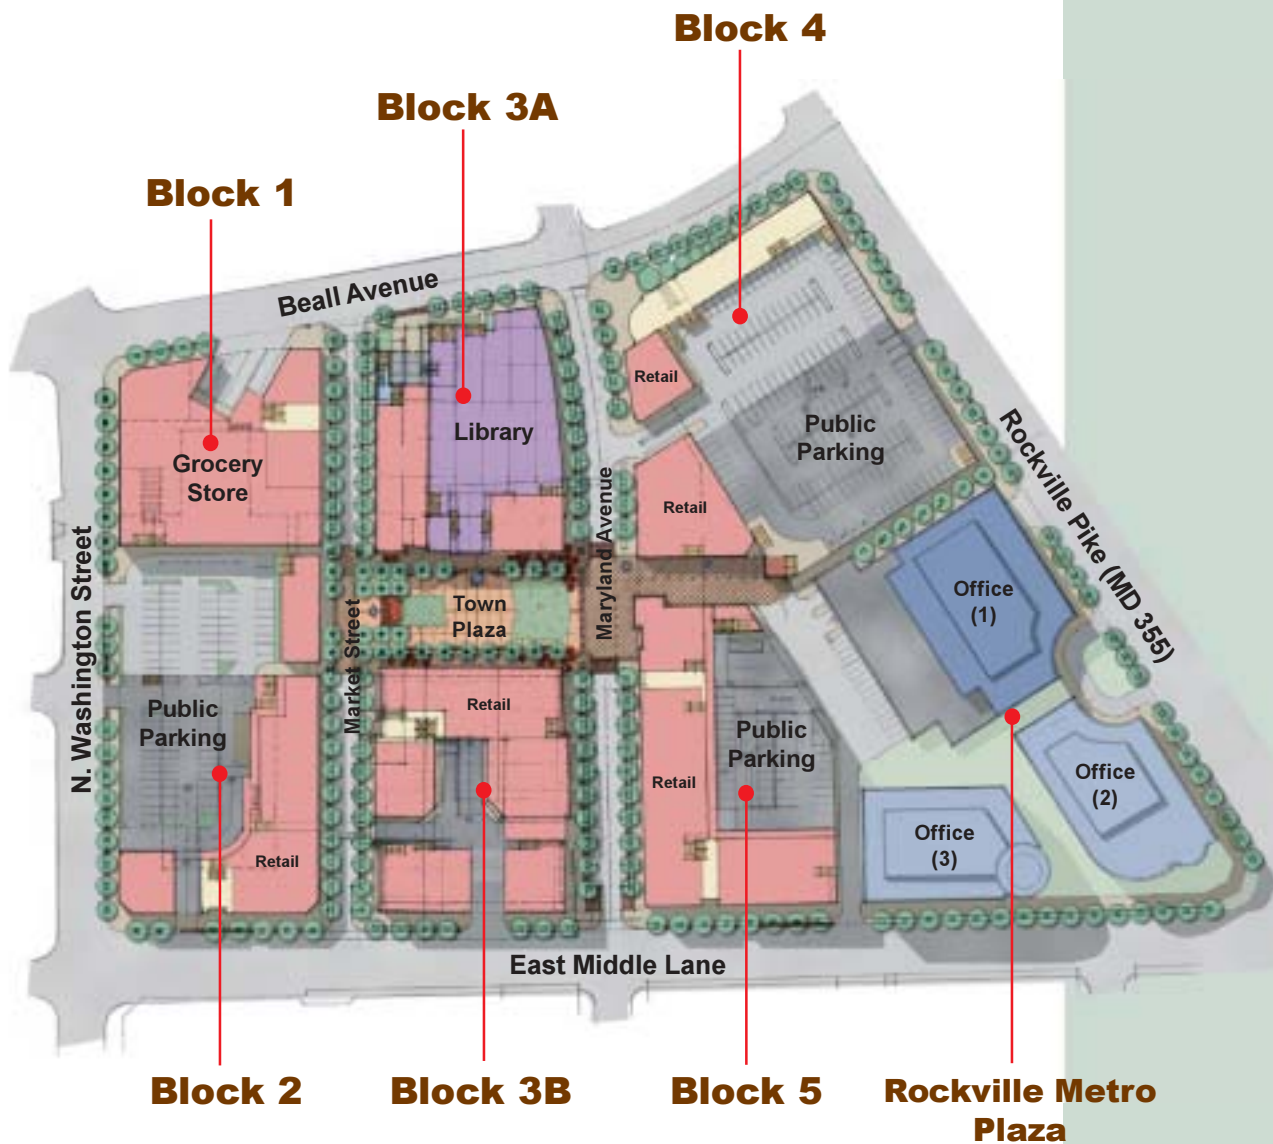 Block 4
Block 3A
Block 1
Beall Avenue
Retail
Public
Parking
Library
Grocery
Store
Rockville Pike (MD 355)
Retail
N. Washington Street
Maryland Avenue
Office
(1)
Town
Plaza
Market Street
Public
Parking
Retail
Public
Parking
Retail
Office
(2)
Office
(3)
Retail
East Middle Lane
Block 2
Block 3B
Block 5
Rockville Metro
Plaza